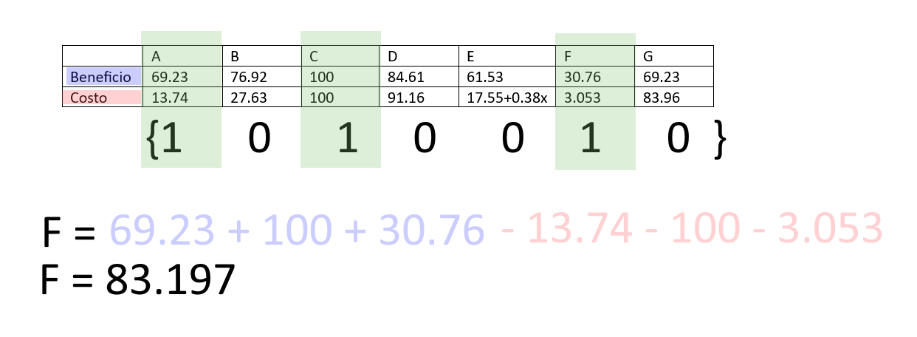 A B C D E F G
Beneficio 69.23 76.92 100 84.61 61.53 30.76 69.23
Costo 13.74 27.63 100 91.16 17.55+0.38x 3.053 83.96
{1 0 1 0 0 1 0 }
F = 69.23 + 100 + 30.76 - 13.74 - 100 - 3.053
F = 83.197